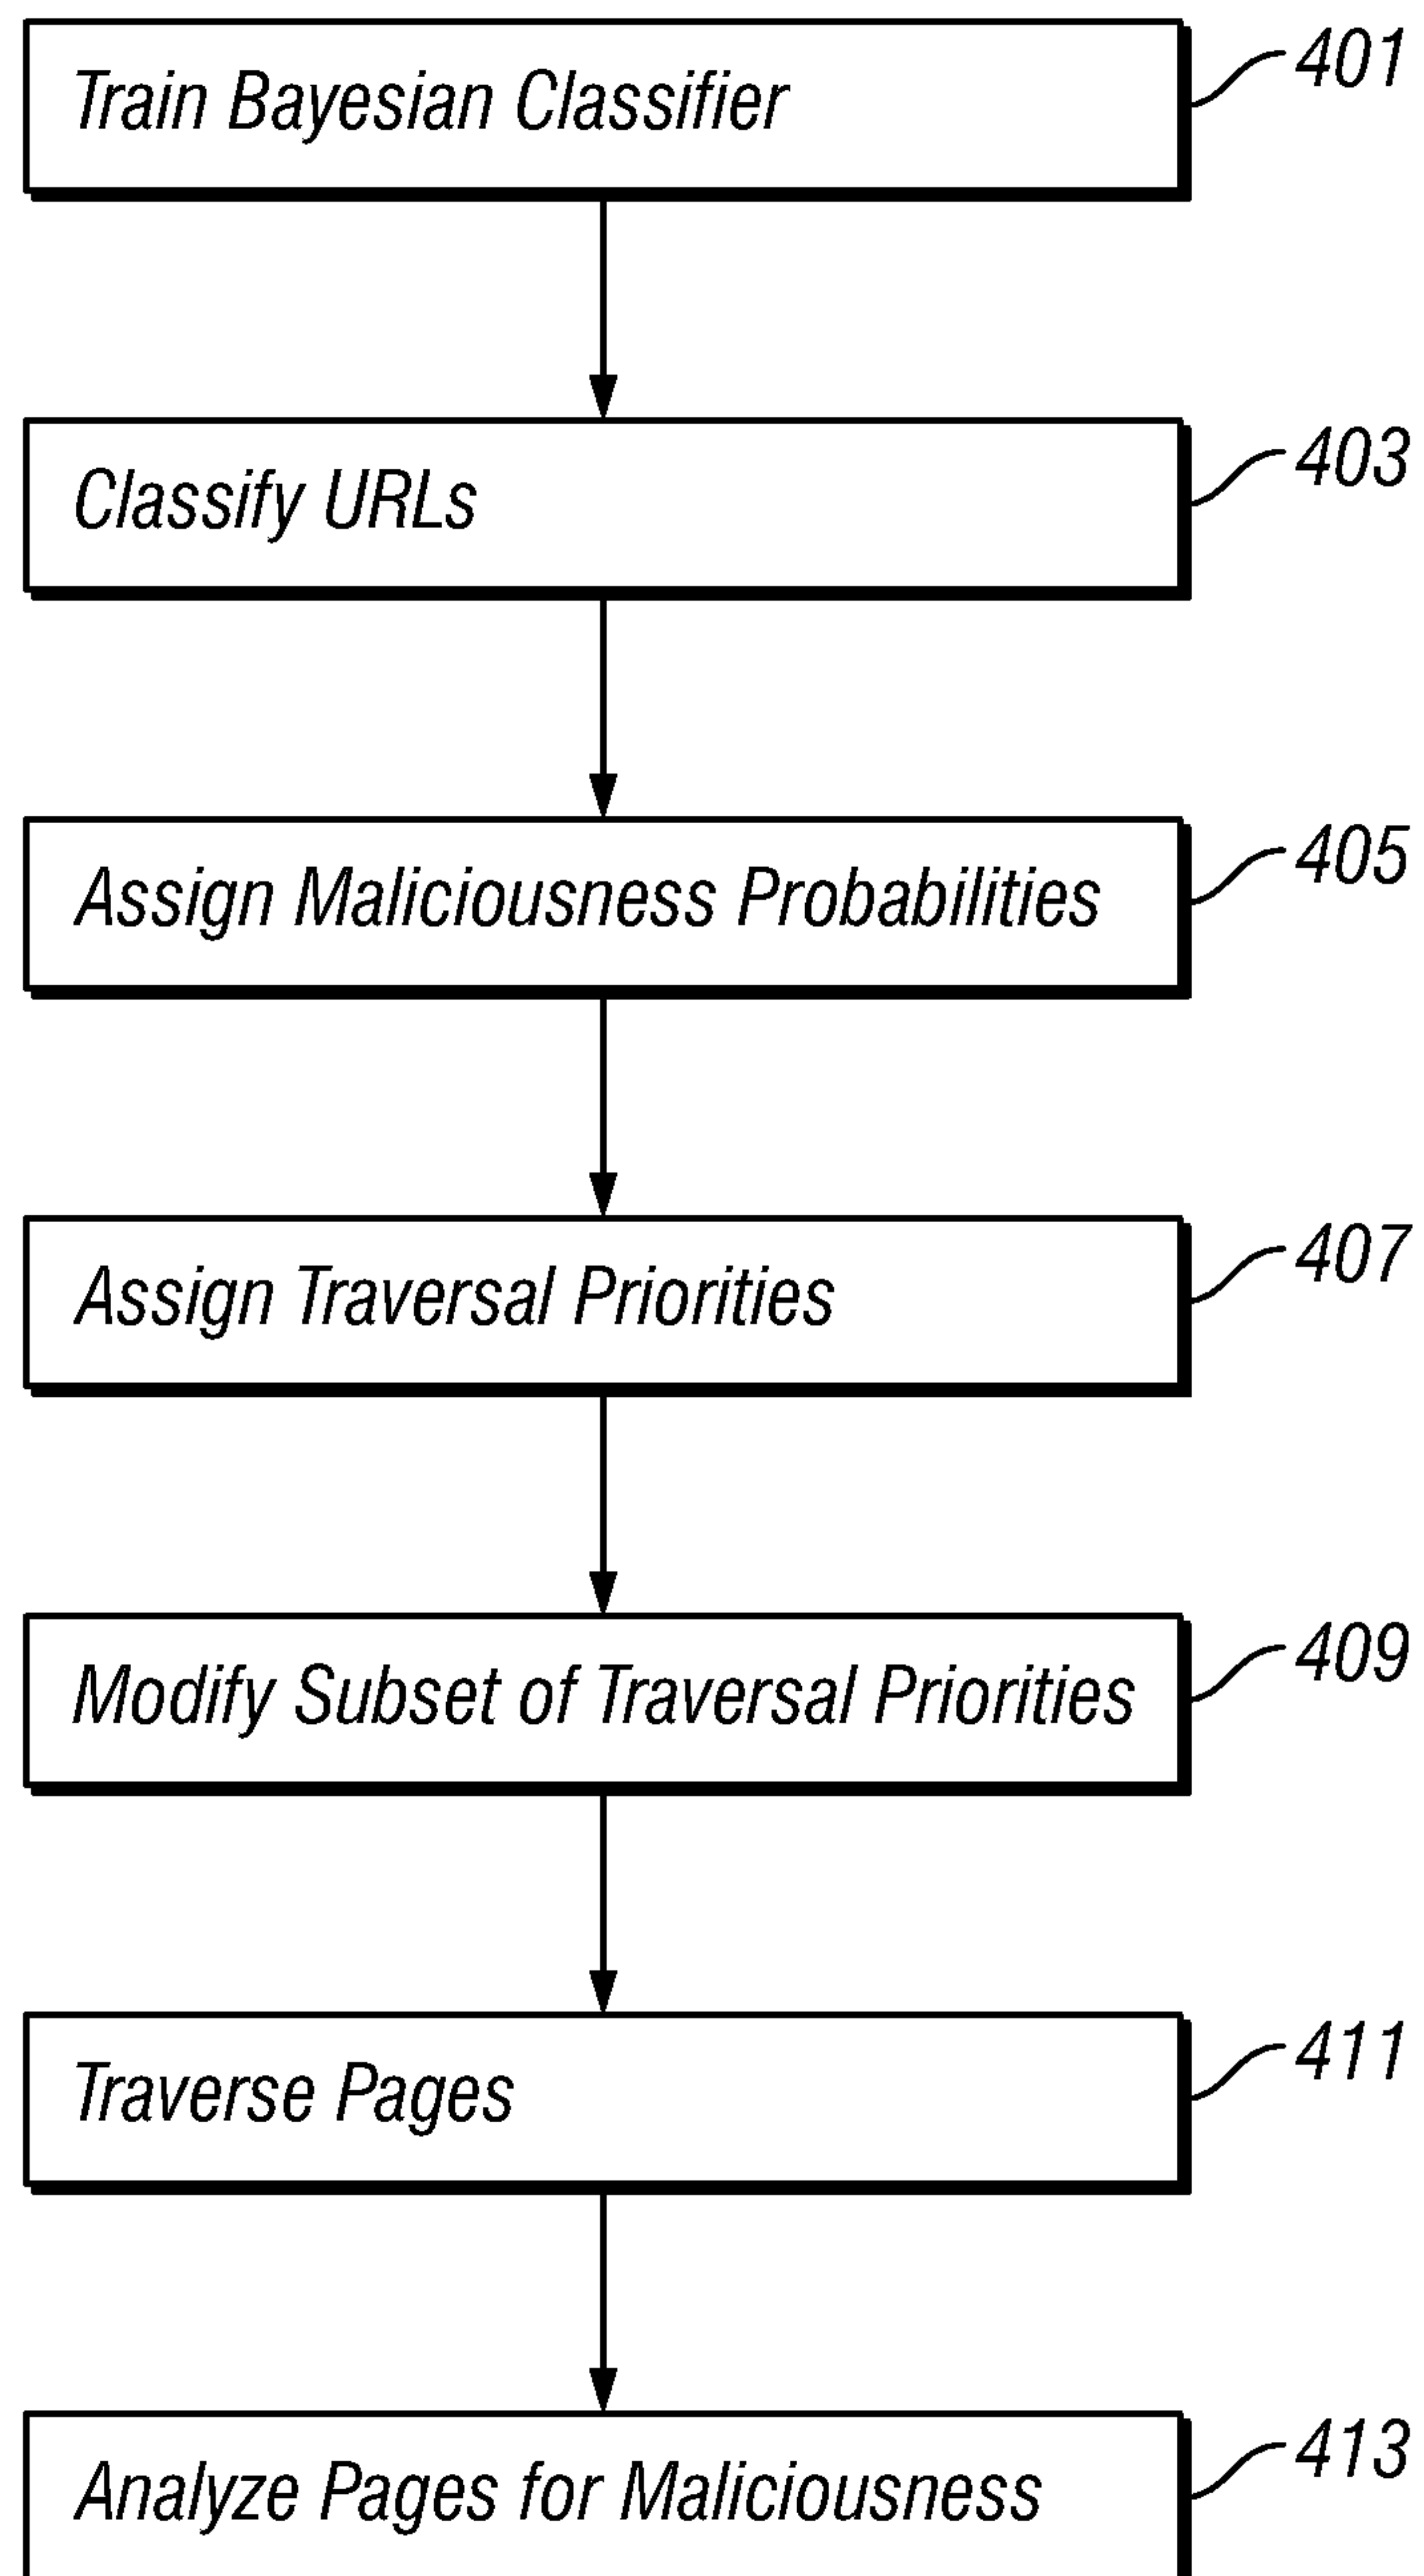 Train Bayesian Classifier
401
Classify URLs
403
Assign Maliciousness Probabilities
405
Assign Traversal Priorities
407
Modify Subset of Traversal Priorities
409
Traverse Pages
411
Analyze Pages for Maliciousness
413